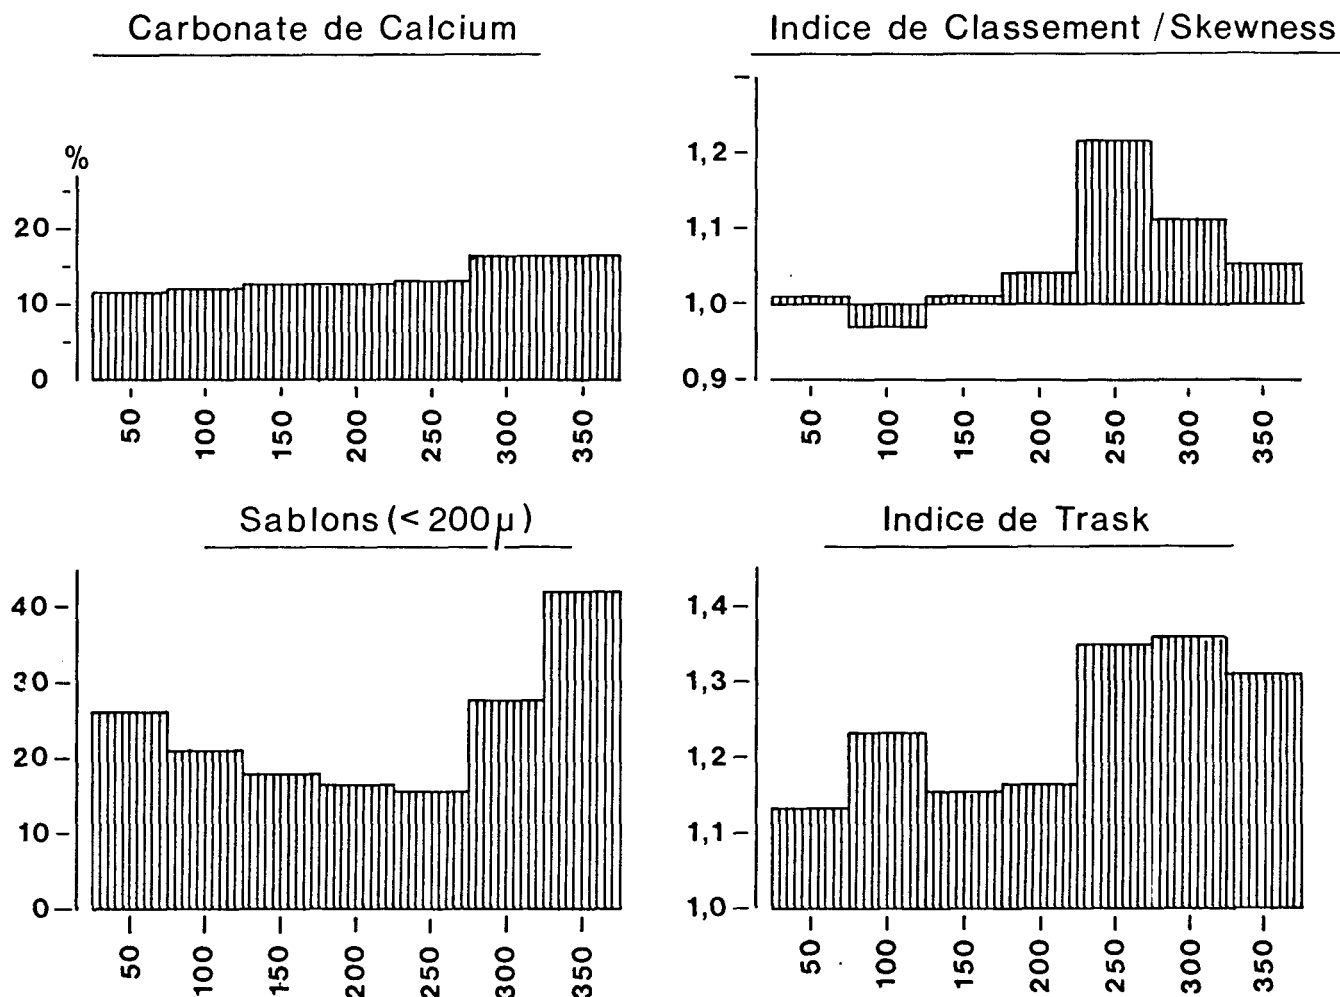 Carbonate de Calcium
%
20
10
0
50 100 150 200 250 300 350
Indice de Classement / Skewness
1,2
1,1
1,0
0,9
50 100 150 200 250 300 350
Sablons (< 200 µ)
40
30
20
10
0
50 100 150 200 250 300 350
Indice de Trask
1,4
1,3
1,2
1,1
1,0
50 100 150 200 250 300 350